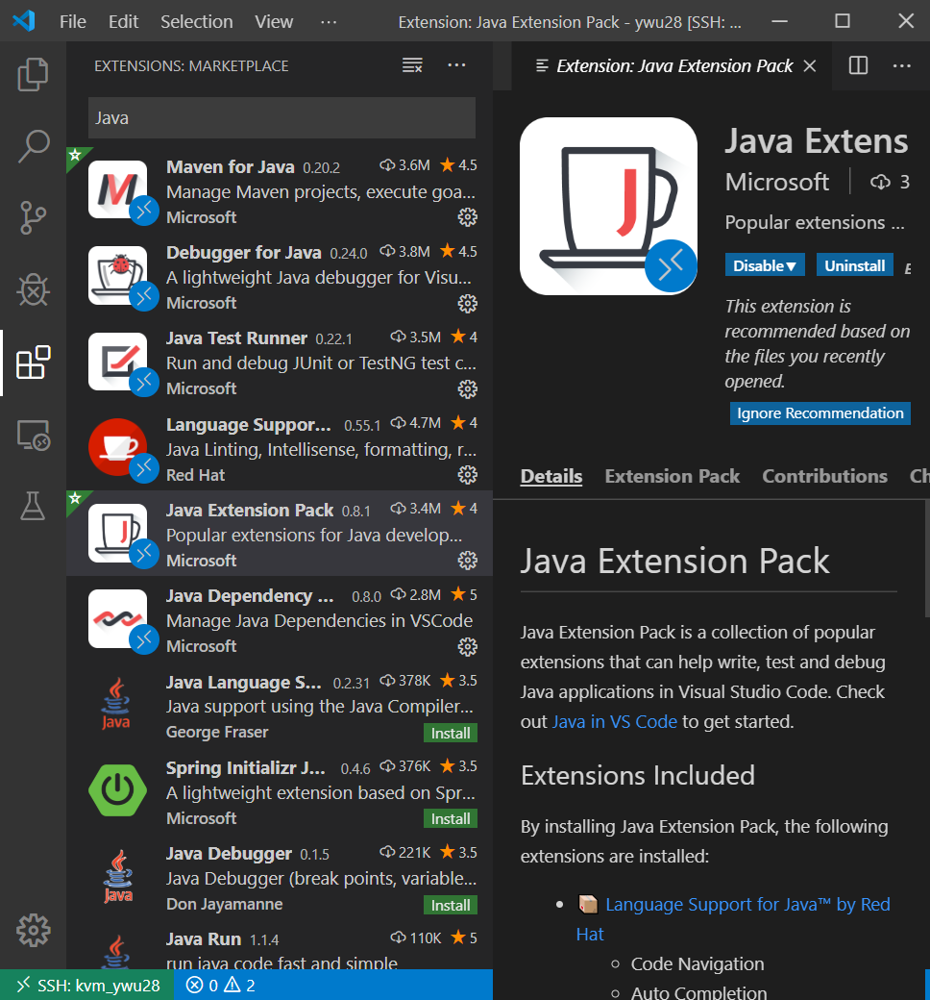 File Edit Selection View ··· Extension: Java Extension Pack - ywu28 [SSH: ...
EXTENSIONS: MARKETPLACE
Java
Maven for Java 0.20.2 3.6M 4.5
Manage Maven projects, execute goa...
Microsoft
Debugger for Java 0.24.0 3.8M 4.5
A lightweight Java debugger for Visu...
Microsoft
Java Test Runner 0.22.1 3.5M 4
Run and debug JUnit or TestNG test c...
Microsoft
Language Suppor... 0.55.1 4.7M 4
Java Linting, Intellisense, formatting, r...
Red Hat
Java Extension Pack 0.8.1 3.4M 4
Popular extensions for Java develop...
Microsoft
Java Dependency ... 0.8.0 2.8M 5
Manage Java Dependencies in VSCode
Microsoft
Java Language S... 0.2.31 378K 3.5
Java support using the Java Compiler...
George Fraser Install
Java
Spring Initializr J... 0.4.6 376K 3.5
A lightweight extension based on Spr...
Microsoft Install
Java Debugger 0.1.5 221K 3.5
Java Debugger (break points, variable...
Don Jayamanne Install
Java
Java Run 1.1.4 110K 5
run java code fast and simple
Extension: Java Extension Pack
J
Java Extens
Microsoft 3
Popular extensions ...
Disable Uninstall
This extension is
recommended based on
the files you recently
opened.
Ignore Recommendation
Details Extension Pack Contributions Ch
Java Extension Pack
Java Extension Pack is a collection of popular
extensions that can help write, test and debug
Java applications in Visual Studio Code. Check
out Java in VS Code to get started.
Extensions Included
By installing Java Extension Pack, the following
extensions are installed:
• Language Support for Java™ by Red
Hat
Code Navigation
Auto Completion
SSH: kvm_ywu28 0 2